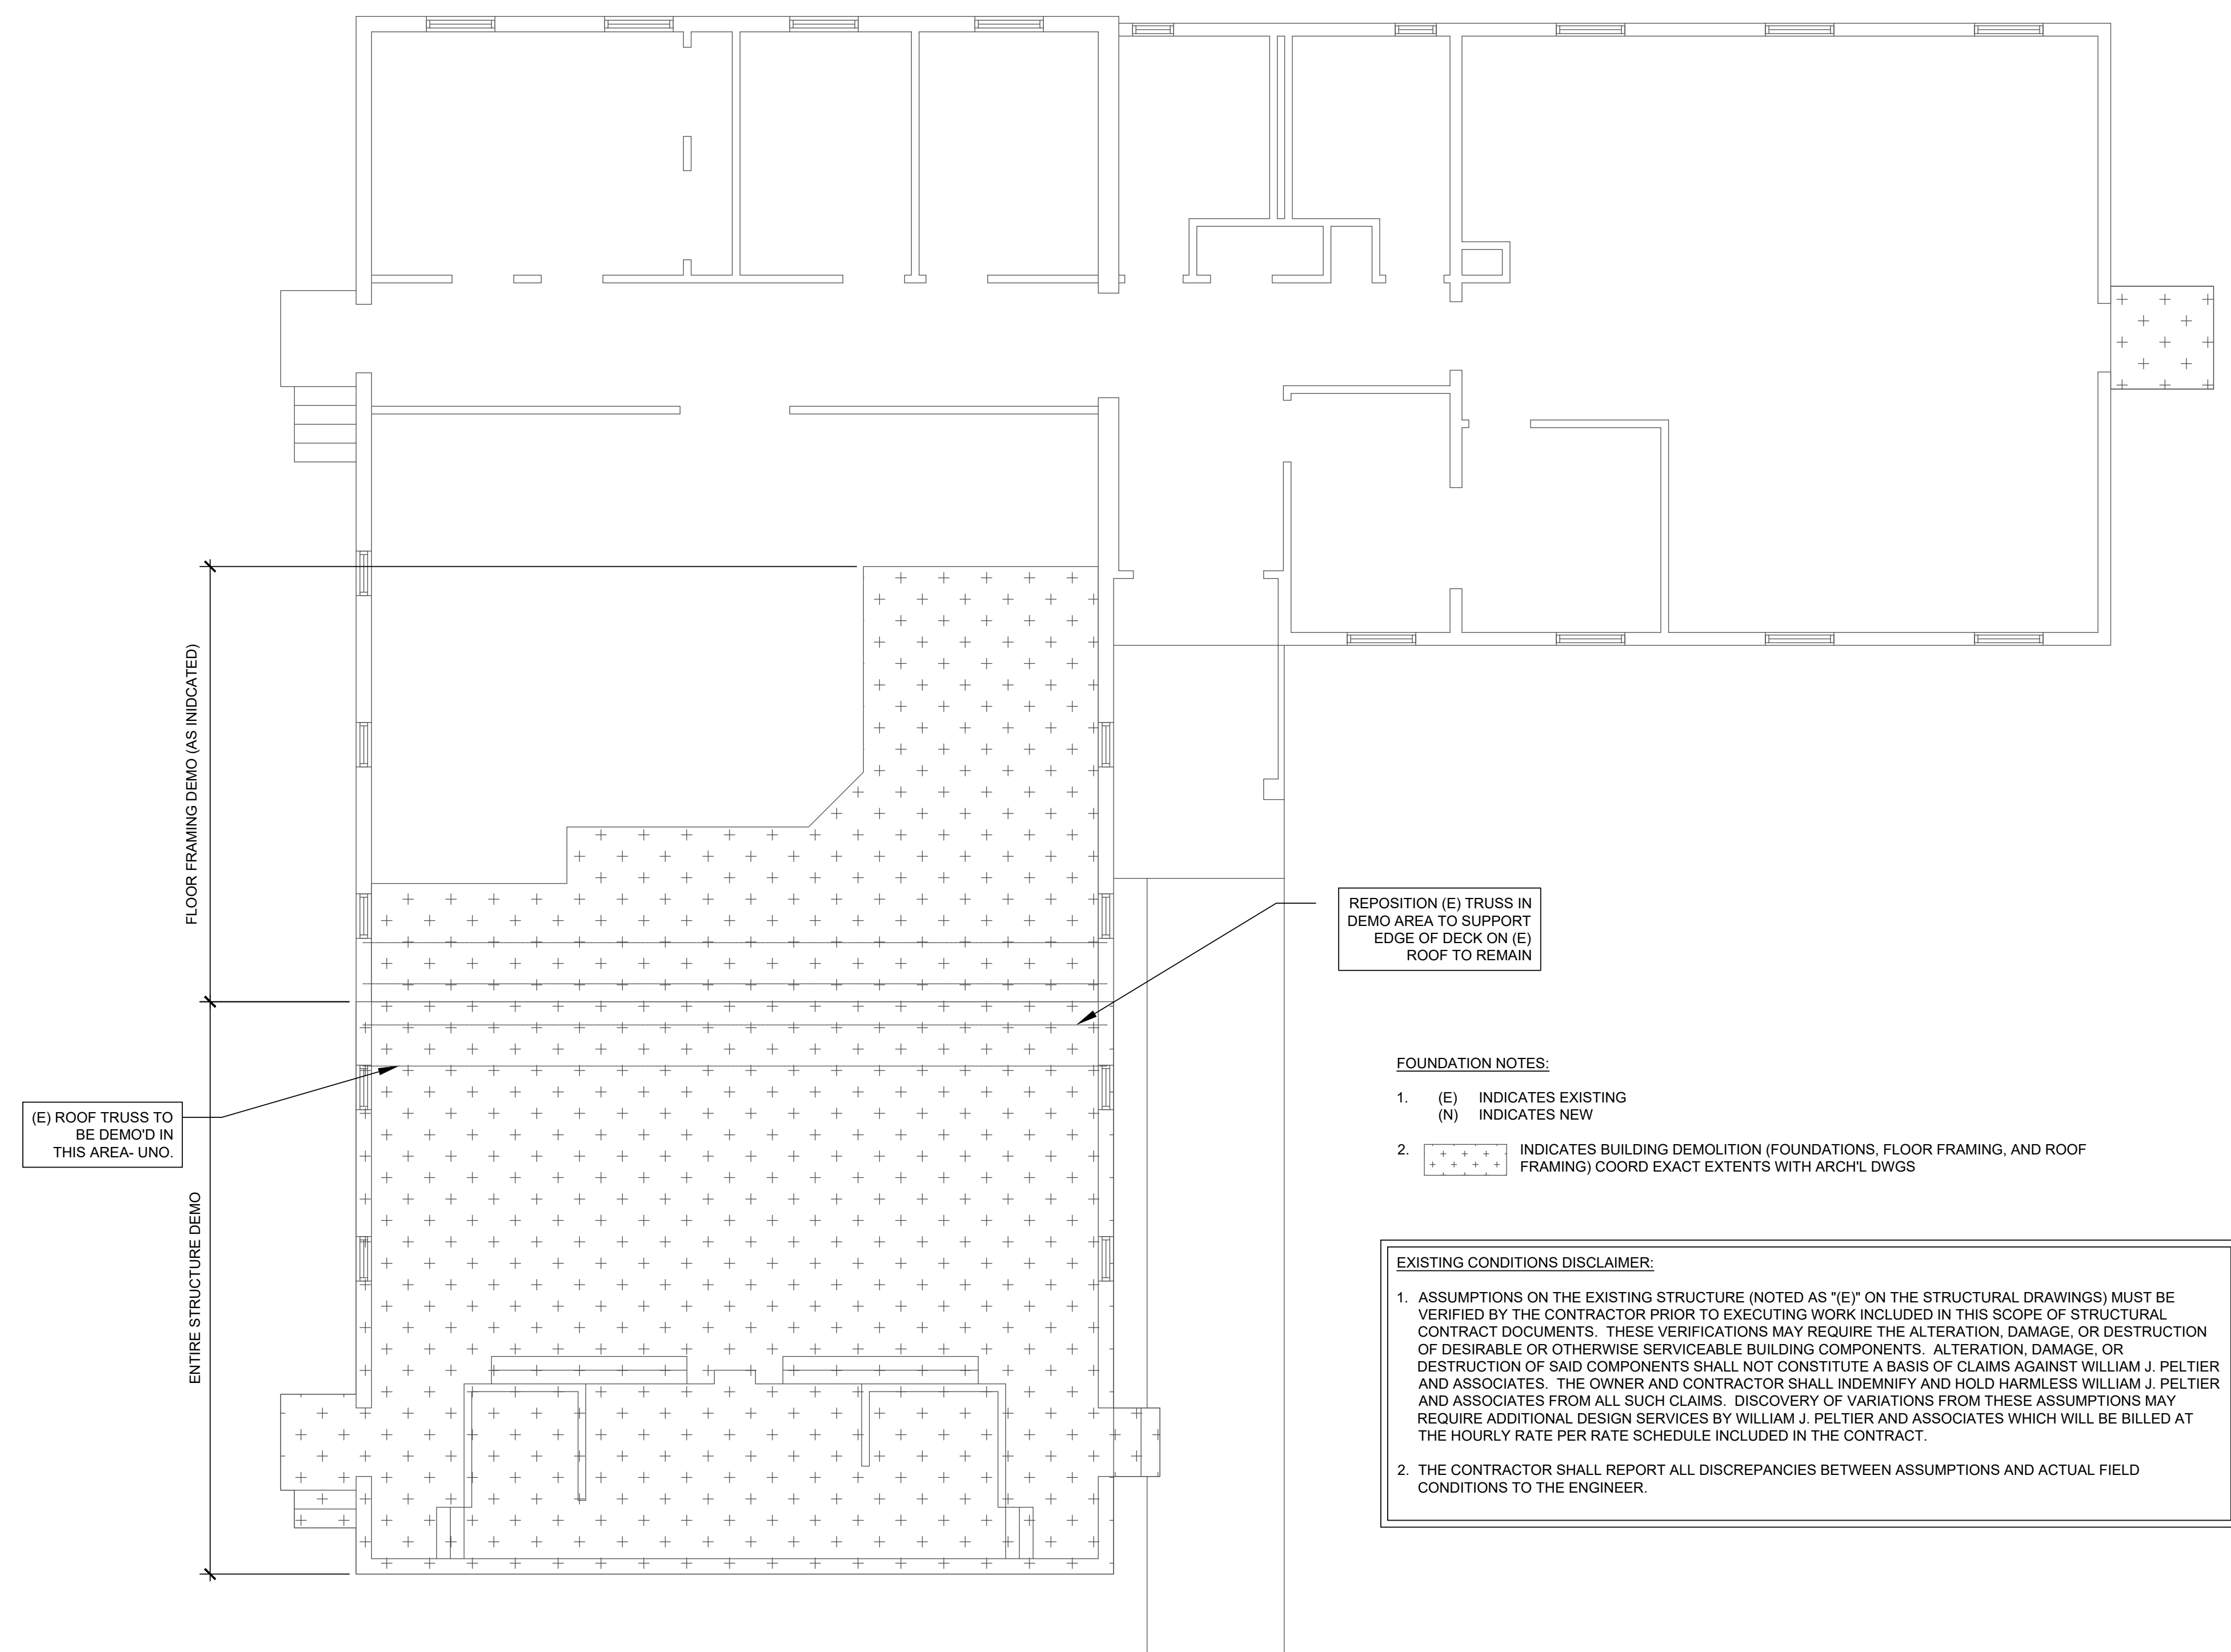 FLOOR FRAMING DEMO (AS INIDCATED)
REPOSITION (E) TRUSS IN
DEMO AREA TO SUPPORT
EDGE OF DECK ON (E)
ROOF TO REMAIN
(E) ROOF TRUSS TO
BE DEMO'D IN
THIS AREA- UNO.
ENTIRE STRUCTURE DEMO
FOUNDATION NOTES:
1. (E) INDICATES EXISTING
(N) INDICATES NEW
2. INDICATES BUILDING DEMOLITION (FOUNDATIONS, FLOOR FRAMING, AND ROOF
FRAMING) COORD EXACT EXTENTS WITH ARCH'L DWGS
EXISTING CONDITIONS DISCLAIMER:
1. ASSUMPTIONS ON THE EXISTING STRUCTURE (NOTED AS "(E)" ON THE STRUCTURAL DRAWINGS) MUST BE
VERIFIED BY THE CONTRACTOR PRIOR TO EXECUTING WORK INCLUDED IN THIS SCOPE OF STRUCTURAL
CONTRACT DOCUMENTS. THESE VERIFICATIONS MAY REQUIRE THE ALTERATION, DAMAGE, OR DESTRUCTION
OF DESIRABLE OR OTHERWISE SERVICEABLE BUILDING COMPONENTS. ALTERATION, DAMAGE, OR
DESTRUCTION OF SAID COMPONENTS SHALL NOT CONSTITUTE A BASIS OF CLAIMS AGAINST WILLIAM J. PELTIER
AND ASSOCIATES. THE OWNER AND CONTRACTOR SHALL INDEMNIFY AND HOLD HARMLESS WILLIAM J. PELTIER
AND ASSOCIATES FROM ALL SUCH CLAIMS. DISCOVERY OF VARIATIONS FROM THESE ASSUMPTIONS MAY
REQUIRE ADDITIONAL DESIGN SERVICES BY WILLIAM J. PELTIER AND ASSOCIATES WHICH WILL BE BILLED AT
THE HOURLY RATE PER RATE SCHEDULE INCLUDED IN THE CONTRACT.
2. THE CONTRACTOR SHALL REPORT ALL DISCREPANCIES BETWEEN ASSUMPTIONS AND ACTUAL FIELD
CONDITIONS TO THE ENGINEER.